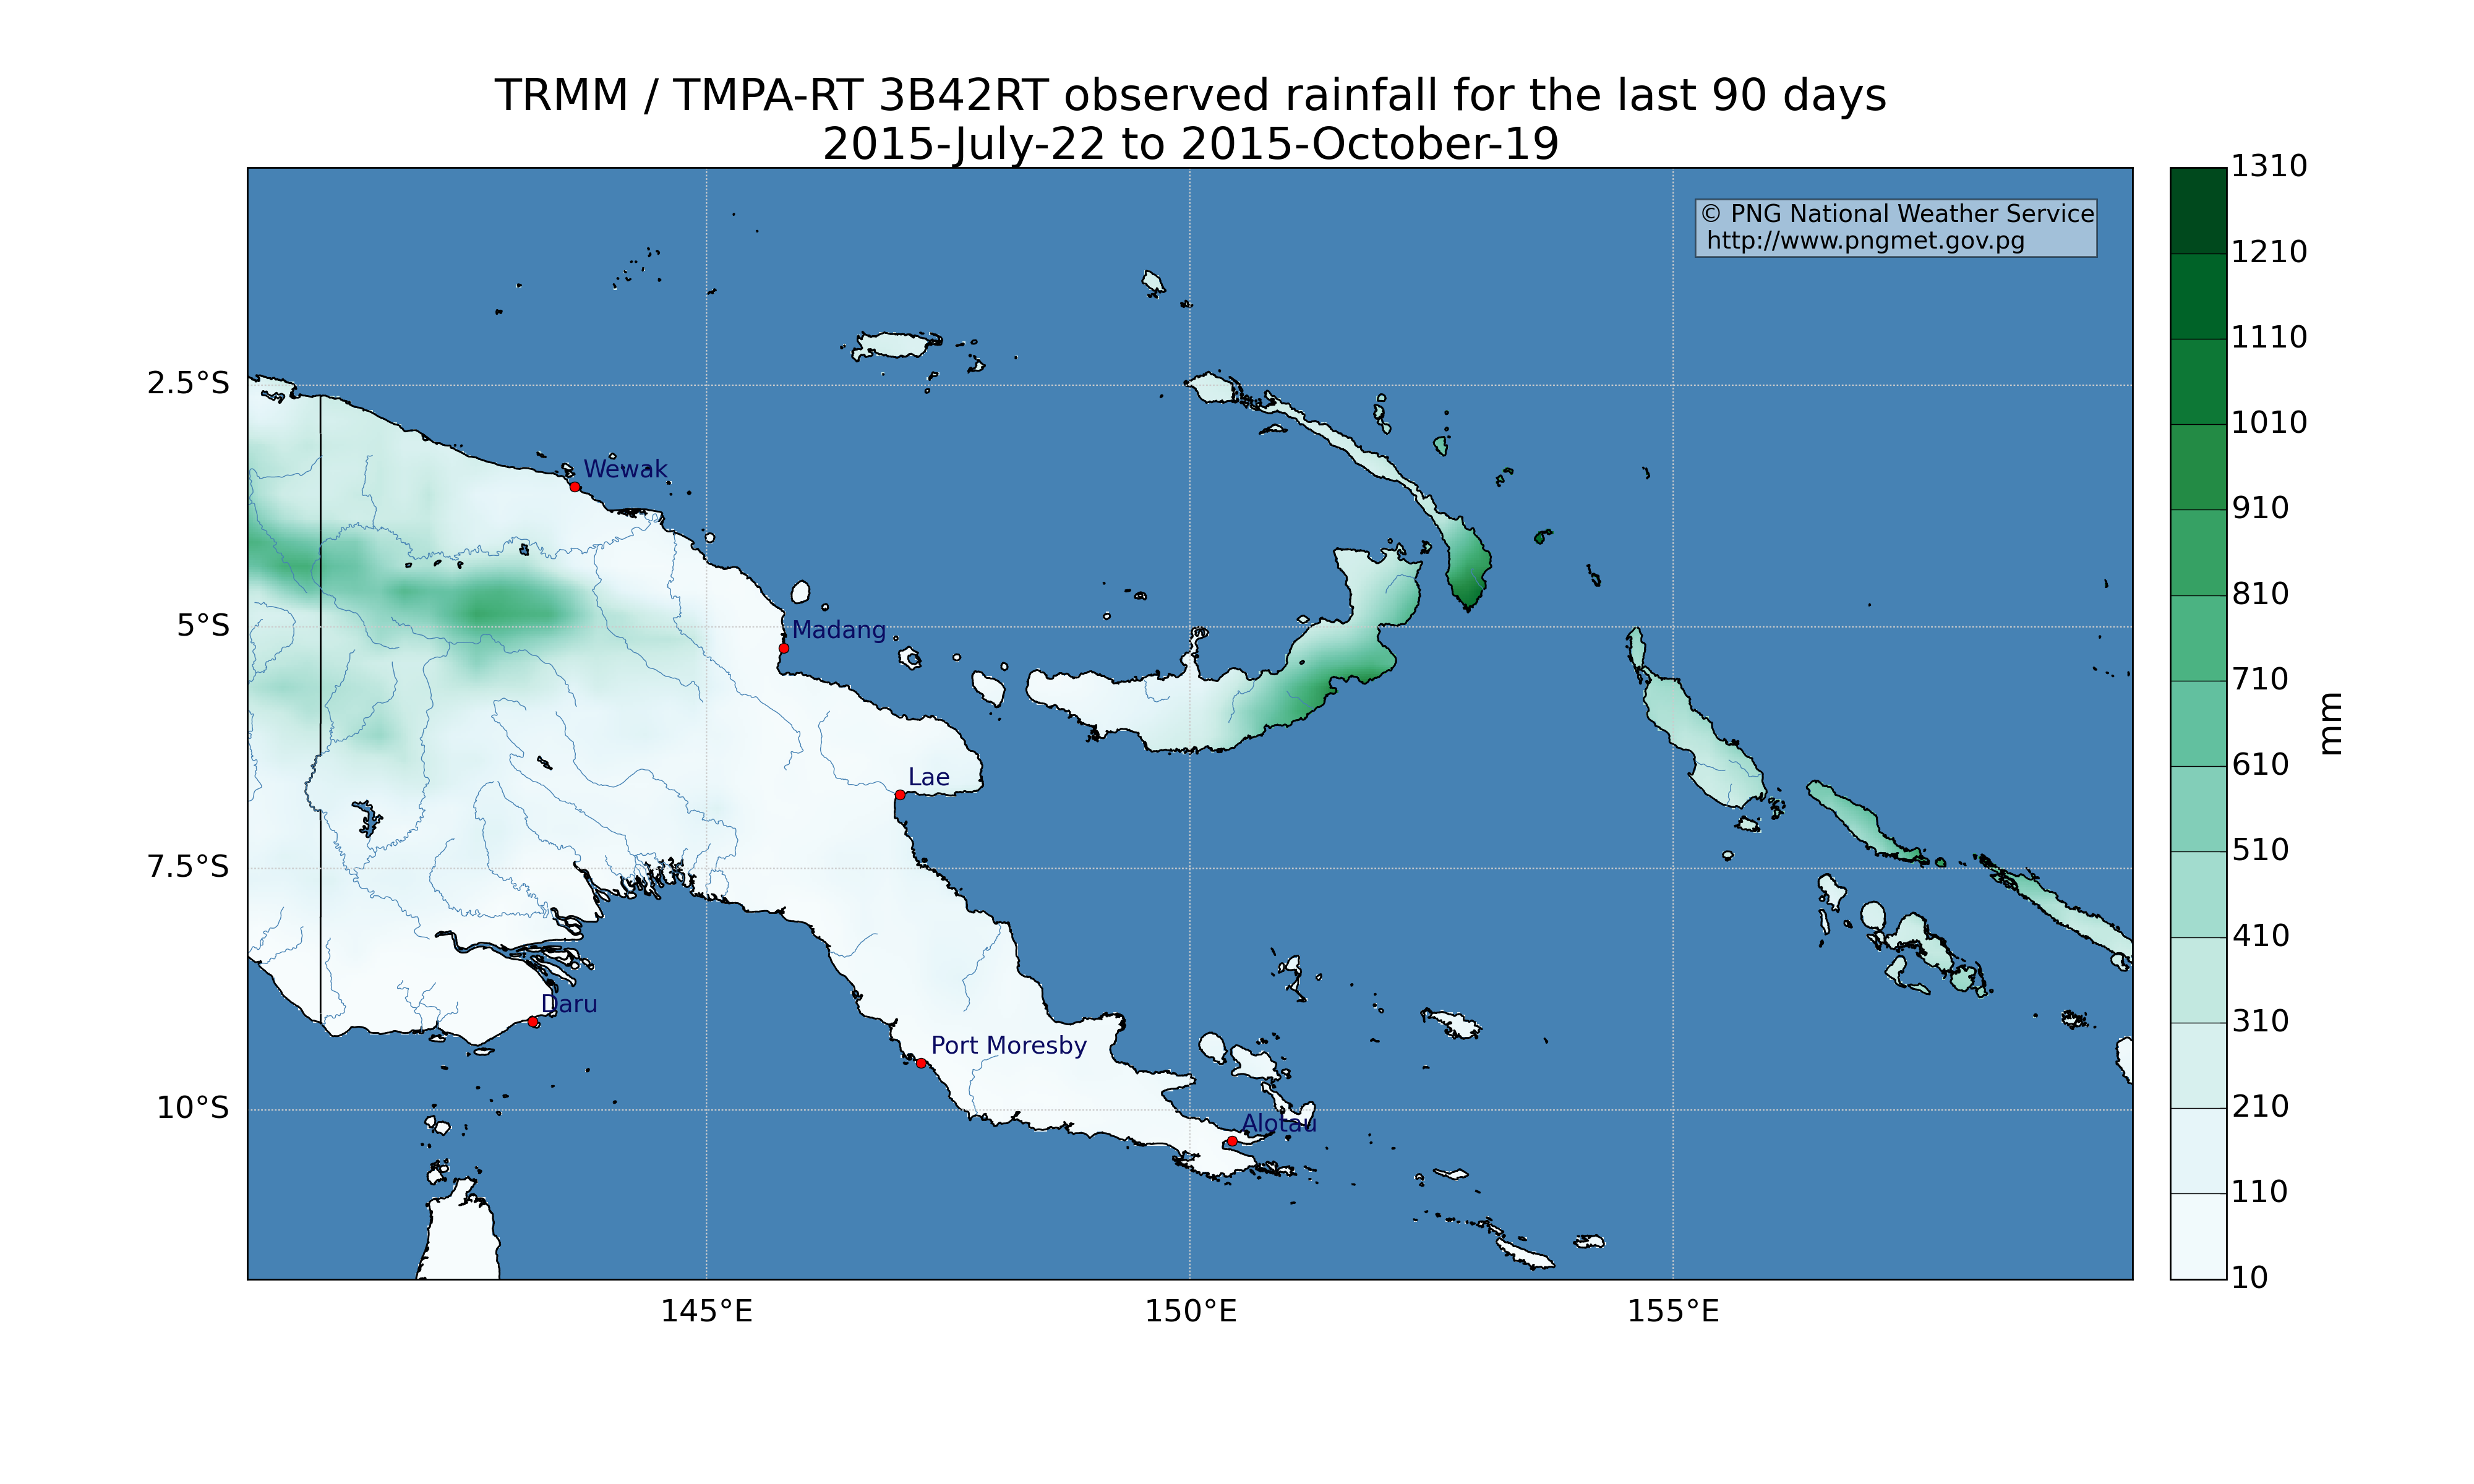 TRMM / TMPA-RT 3B42RT observed rainfall for the last 90 days
2015-July-22 to 2015-October-19
© PNG National Weather Service
http://www.pngmet.gov.pg
1310
1210
1110
1010
910
810
710
610
510
410
310
210
110
10
mm
2.5°S
5°S
7.5°S
10°S
Wewak
Madang
Lae
Daru
Port Moresby
Alotau
145°E
150°E
155°E